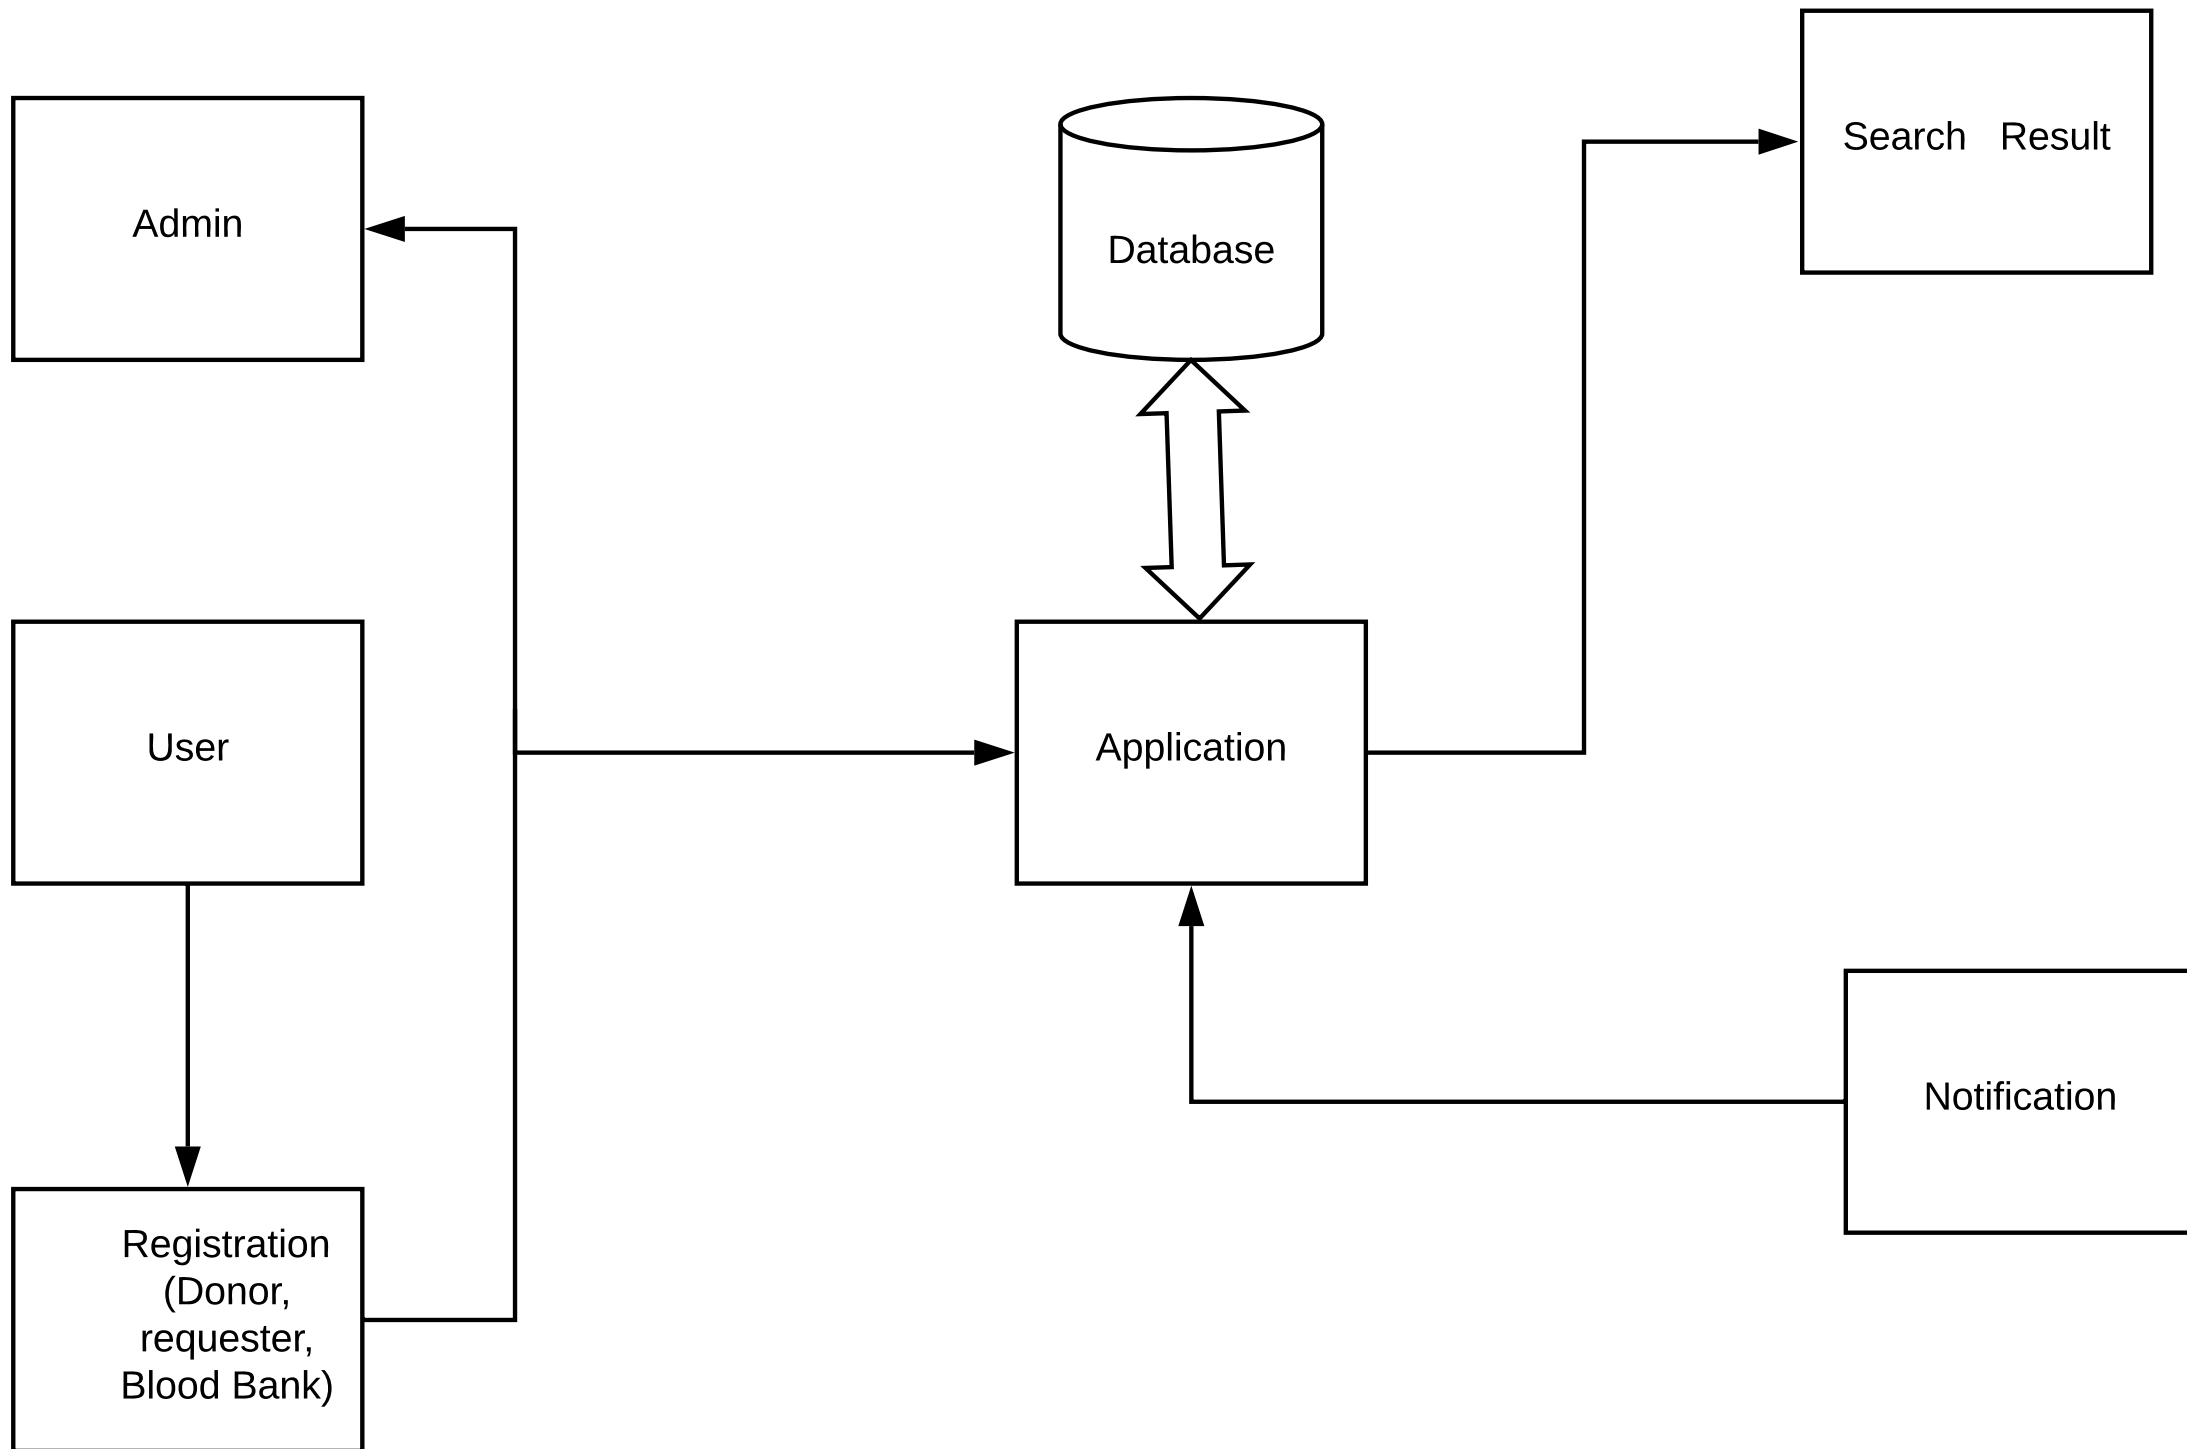 Search Result
Admin
Database
User
Application
Notification
Registration
(Donor,
requester,
Blood Bank)